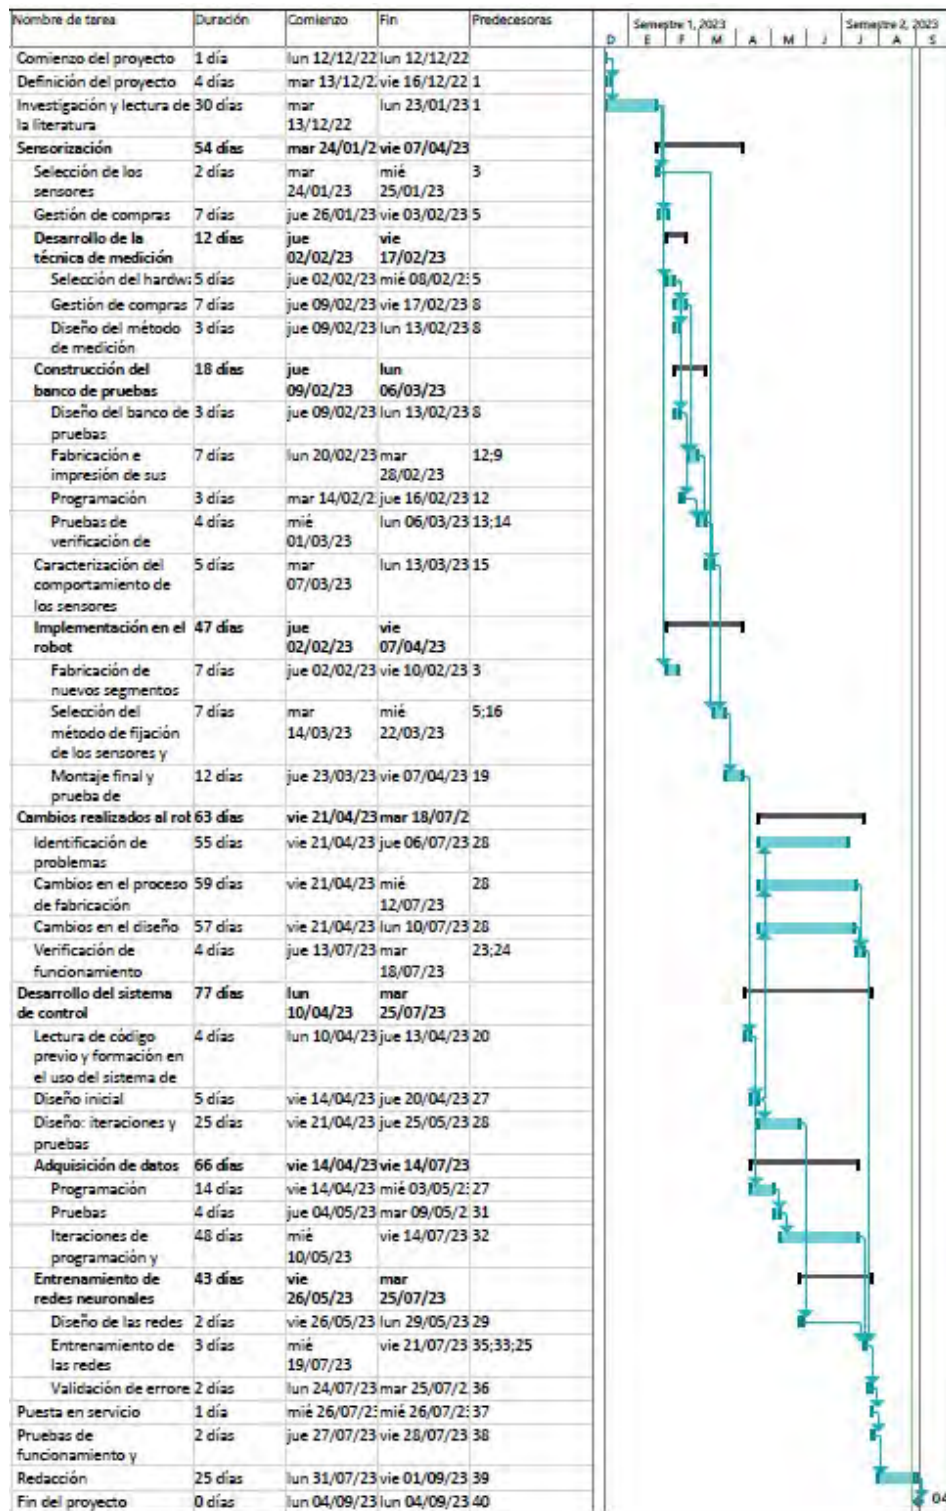 Nombre de tarea Duración Comienzo Fin Predecesoras
Semestre 1, 2023 Semestre 2, 2023
D E F M A M J J A S
Comienzo del proyecto 1 día lun 12/12/22 lun 12/12/22
Definición del proyecto 4 días mar 13/12/2 vie 16/12/22 1
Investigación y lectura de 30 días mar lun 23/01/23 1
la literatura 13/12/22
Sensorización 54 días mar 24/01/2 vie 07/04/23
Selección de los 2 días mar mié 3
sensores 24/01/23 25/01/23
Gestión de compras 7 días jue 26/01/23 vie 03/02/23 5
Desarrollo de la 12 días jue vie
técnica de medición 02/02/23 17/02/23
Selección del hardw 5 días jue 02/02/23 mié 08/02/2 5
Gestión de compras 7 días jue 09/02/23 vie 17/02/23 8
Diseño del método 3 días jue 09/02/23 lun 13/02/23 8
de medición
Construcción del 18 días jue lun
banco de pruebas 09/02/23 06/03/23
Diseño del banco de 3 días jue 09/02/23 lun 13/02/23 8
pruebas
Fabricación e 7 días lun 20/02/23 mar 12;9
impresión de sus 28/02/23
Programación 3 días mar 14/02/2 jue 16/02/23 12
Pruebas de 4 días mié lun 06/03/23 13;14
verificación de 01/03/23
Caracterización del 5 días mar lun 13/03/23 15
comportamiento de 07/03/23
los sensores
Implementación en el 47 días jue vie
robot 02/02/23 07/04/23
Fabricación de 7 días jue 02/02/23 vie 10/02/23 3
nuevos segmentos
Selección del 7 días mar mié 5;16
método de fijación 14/03/23 22/03/23
de los sensores y
Montaje final y 12 días jue 23/03/23 vie 07/04/23 19
prueba de
Cambios realizados al rob 63 días vie 21/04/23 mar 18/07/2
Identificación de 55 días vie 21/04/23 jue 06/07/23 28
problemas
Cambios en el proceso 59 días vie 21/04/23 mié 28
de fabricación 12/07/23
Cambios en el diseño 57 días vie 21/04/23 lun 10/07/23 28
Verificación de 4 días jue 13/07/23 mar 23;24
funcionamiento 18/07/23
Desarrollo del sistema 77 días lun mar
de control 10/04/23 25/07/23
Lectura de código 4 días lun 10/04/23 jue 13/04/23 20
previo y formación en
el uso del sistema de
Diseño inicial 5 días vie 14/04/23 jue 20/04/23 27
Diseño: iteraciones y 25 días vie 21/04/23 jue 25/05/23 28
pruebas
Adquisición de datos 66 días vie 14/04/23 vie 14/07/23
Programación 14 días vie 14/04/23 mié 03/05/2 27
Pruebas 4 días jue 04/05/23 mar 09/05/2 31
Iteraciones de 48 días mié vie 14/07/23 32
programación y 10/05/23
Entrenamiento de 43 días vie mar
redes neuronales 26/05/23 25/07/23
Diseño de las redes 2 días vie 26/05/23 lun 29/05/23 29
Entrenamiento de 3 días mié vie 21/07/23 35;33;25
las redes 19/07/23
Validación de errore 2 días lun 24/07/23 mar 25/07/2 36
Puesta en servicio 1 día mié 26/07/2 mié 26/07/2 37
Pruebas de 2 días jue 27/07/23 vie 28/07/23 38
funcionamiento y
Redacción 25 días lun 31/07/23 vie 01/09/23 39
Fin del proyecto 0 días lun 04/09/23 lun 04/09/23 40 04